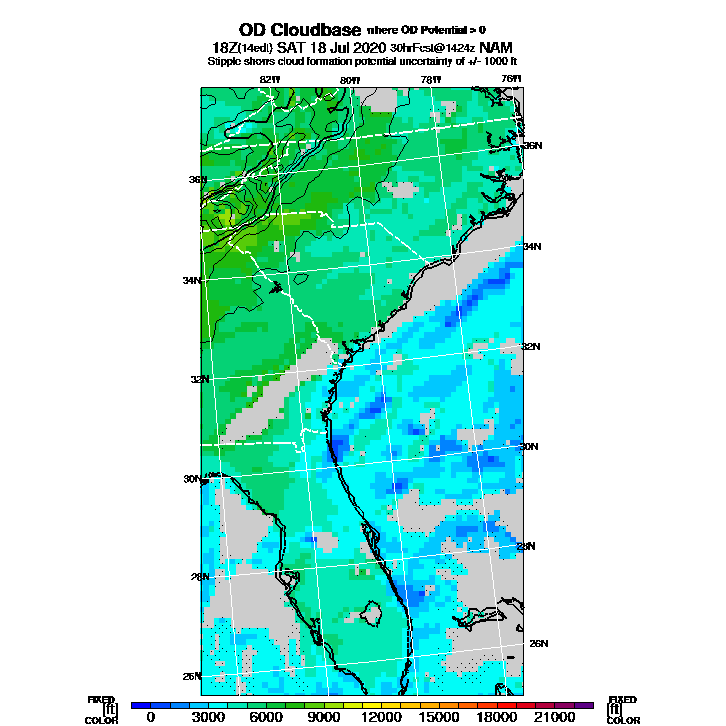 OD Cloudbase where OD Potential > 0
18Z(14edt) SAT 18 Jul 2020 30hrFcst@1424z NAM
Stipple shows cloud formation potential uncertainty of +/- 1000 ft
82W 80W 78W 76W
36N
36N
34N
34N
32N
32N
30N
30N
28N
28N
26N
26N
FIXED FIXED
[ft] [ft]
COLOR COLOR
0 3000 6000 9000 12000 15000 18000 21000